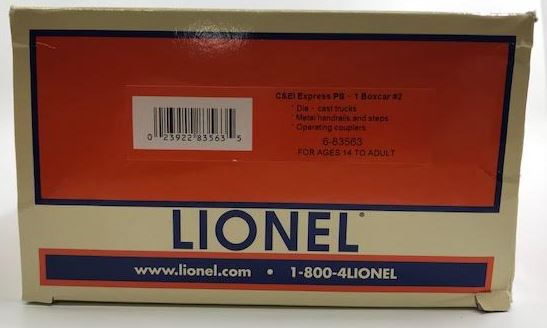 C&EI Express PS - 1 Boxcar #2
* Die - cast trucks
* Metal handrails and steps
* Operating couplers
6-83563
FOR AGES 14 TO ADULT
0 23922 83563 5
LIONEL®
www.lionel.com • 1-800-4LIONEL